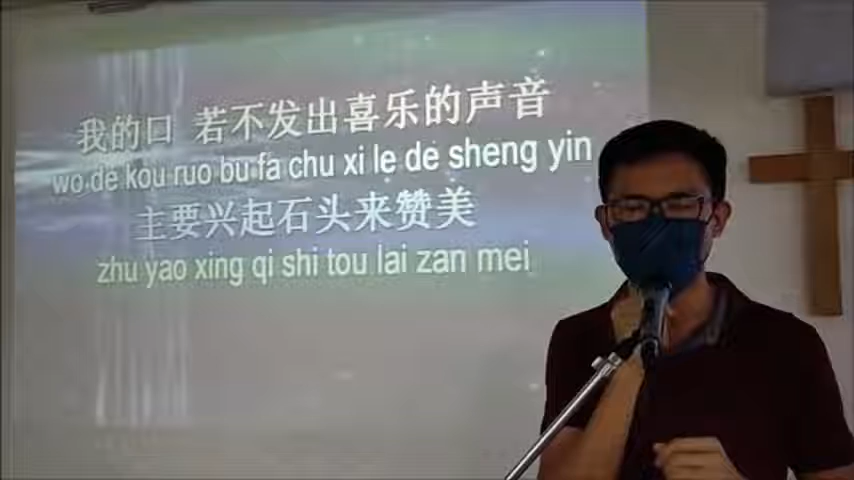 我的口 若不发出喜乐的声音
wo de kou ruo bu fa chu xi le de sheng yin
主要兴起石头来赞美
zhu yao xing qi shi tou lai zan mei